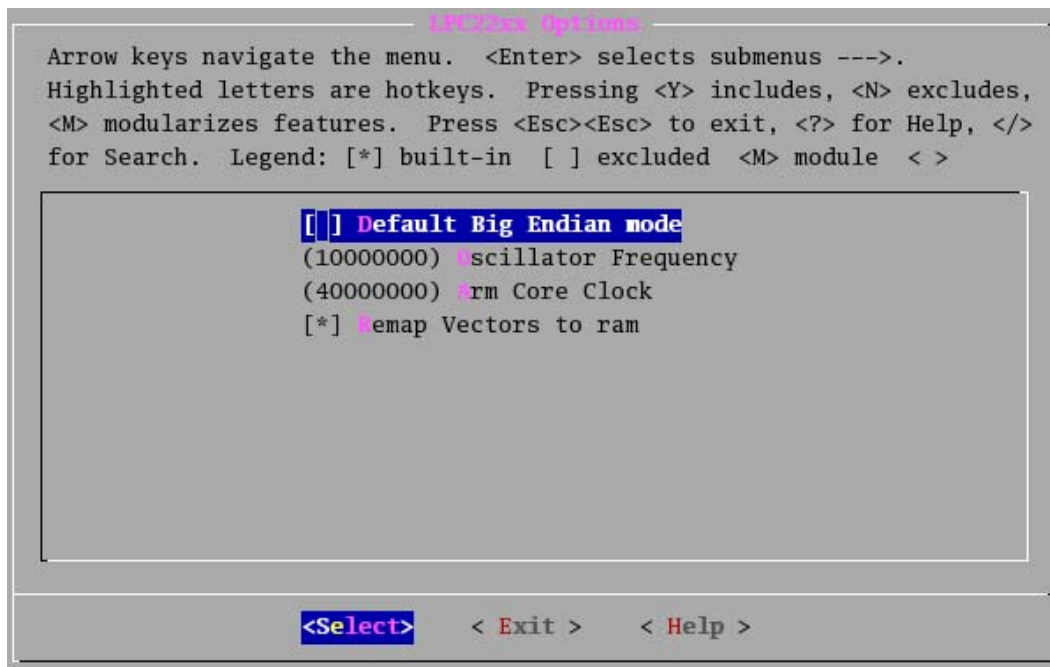 LPC22xx Options
Arrow keys navigate the menu.  <Enter> selects submenus --->.
Highlighted letters are hotkeys.  Pressing <Y> includes, <N> excludes,
<M> modularizes features.  Press <Esc><Esc> to exit, <?> for Help, </>
for Search.  Legend: [*] built-in  [ ] excluded  <M> module  < >
[ ] Default Big Endian mode
(10000000) Oscillator Frequency
(40000000) Arm Core Clock
[*] Remap Vectors to ram
<Select>    < Exit >    < Help >